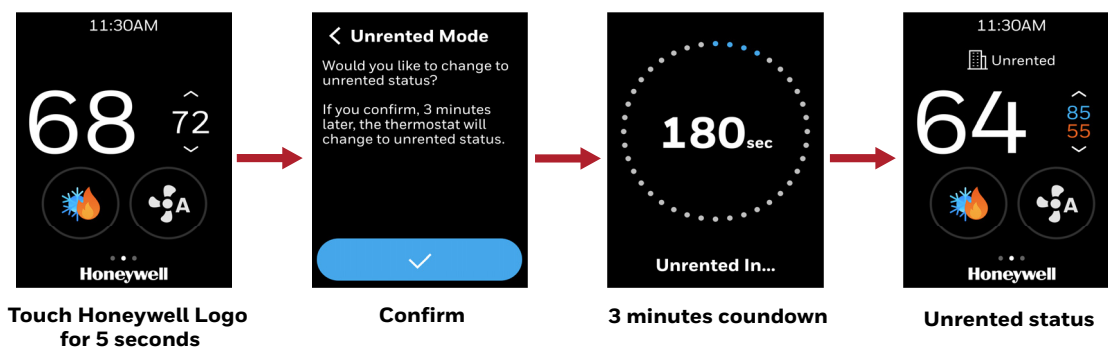 11:30AM
68
72
A
Honeywell
Touch Honeywell Logo
for 5 seconds
Unrented Mode
Would you like to change to
unrented status?
If you confirm, 3 minutes
later, the thermostat will
change to unrented status.
Confirm
180 sec
Unrented In...
3 minutes coundown
11:30AM
Unrented
64
85
55
A
Honeywell
Unrented status